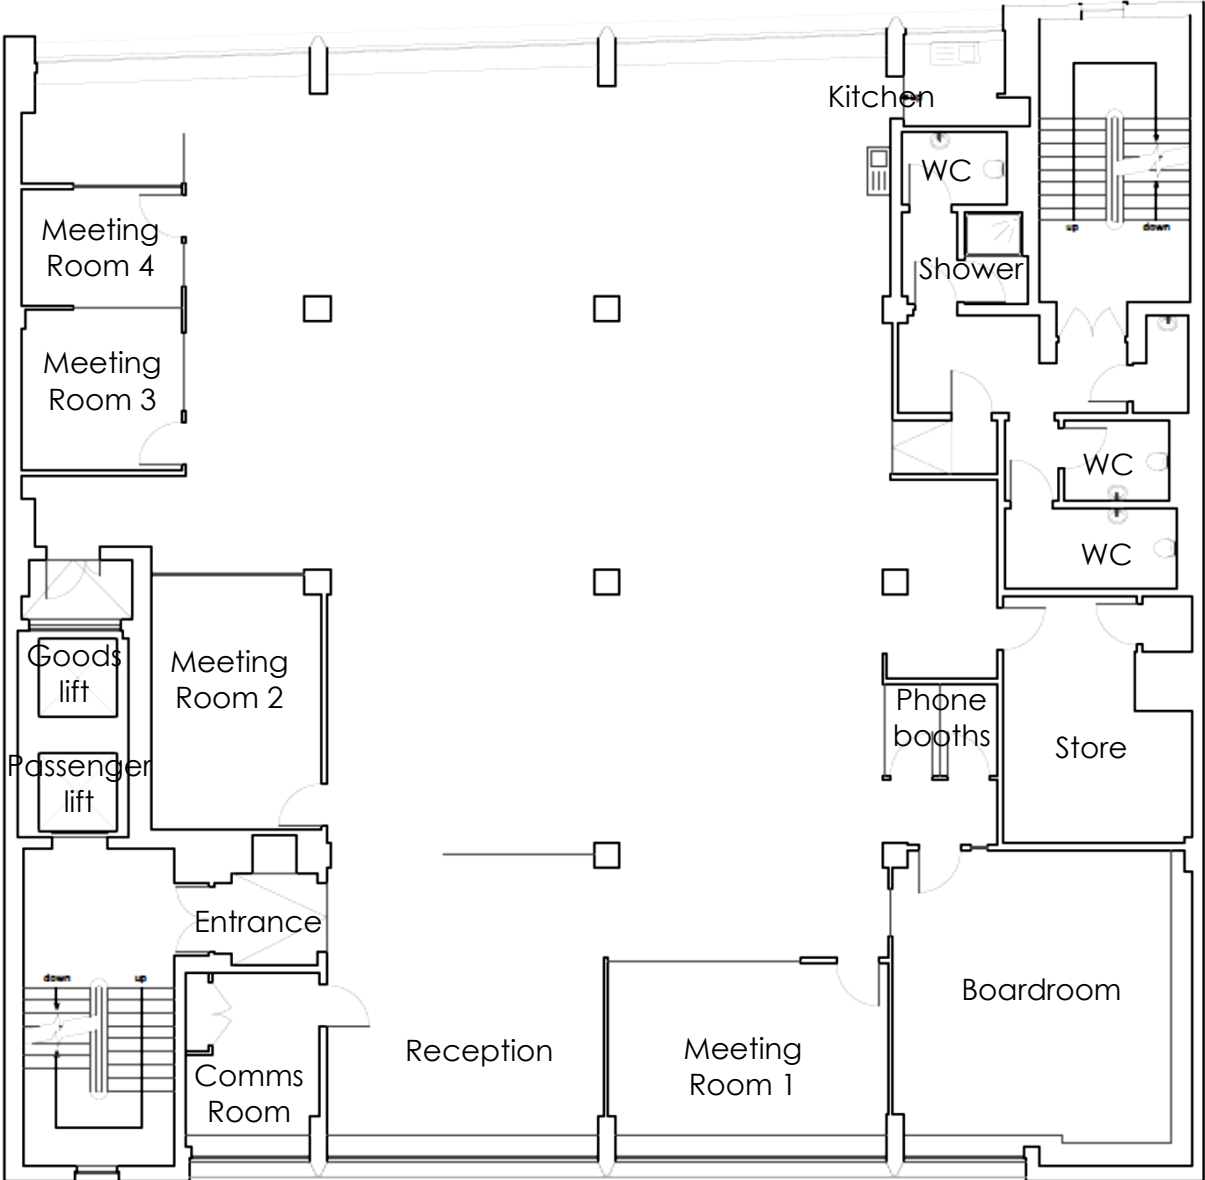 Kitchen
WC
up
down
Meeting
Room 4
Shower
Meeting
Room 3
WC
WC
Goods
lift
Meeting
Room 2
Phone
booths
Store
Passenger
lift
Entrance
down
up
Boardroom
Reception
Meeting
Room 1
Comms
Room